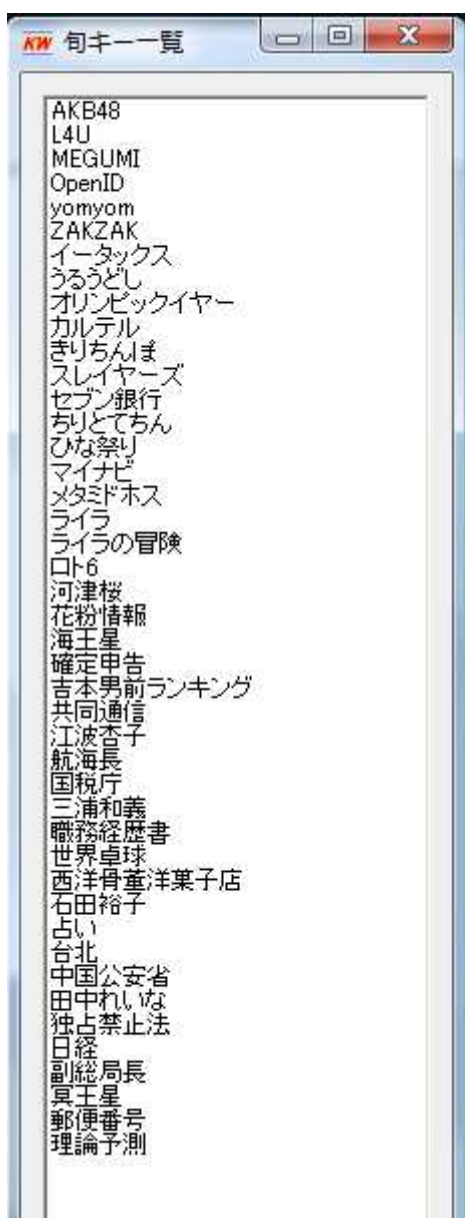 KW 旬キー一覧
AKB48
L4U
MEGUMI
OpenID
yomyom
ZAKZAK
イータックス
うるうどし
オリンピックイヤー
カルテル
きりちんぽ
スレイヤーズ
セブン銀行
ちりとてちん
ひな祭り
マイナビ
メタミドホス
ライラ
ライラの冒険
ロト6
河津桜
花粉情報
海王星
確定申告
吉本男前ランキング
共同通信
江波杏子
航海長
国税庁
三浦和義
職務経歴書
世界卓球
西洋骨董洋菓子店
石田裕子
占い
台北
中国公安省
田中れいな
独占禁止法
日経
副総局長
冥王星
郵便番号
理論予測